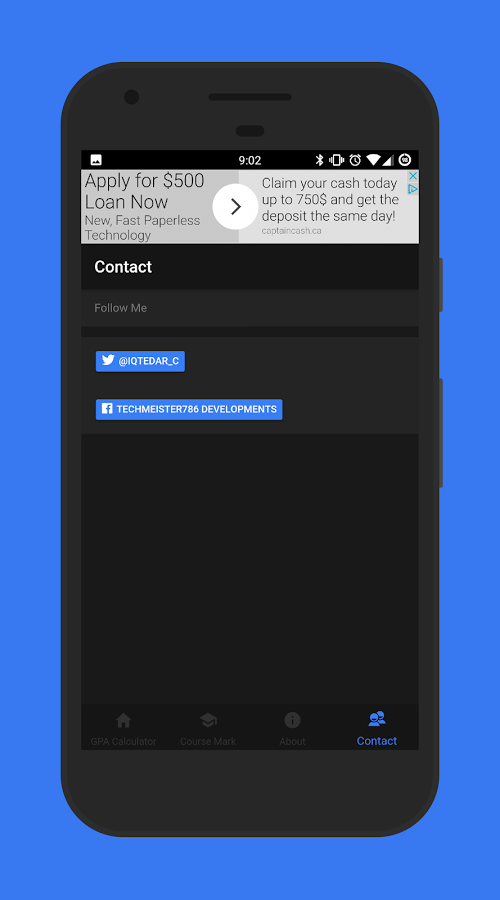 9:02
Apply for $500
Loan Now
New, Fast Paperless
Technology
Claim your cash today
up to 750$ and get the
deposit the same day!
captaincash.ca
Contact
Follow Me
@IQTEDAR_C
TECHMEISTER786 DEVELOPMENTS
GPA Calculator
Course Mark
About
Contact